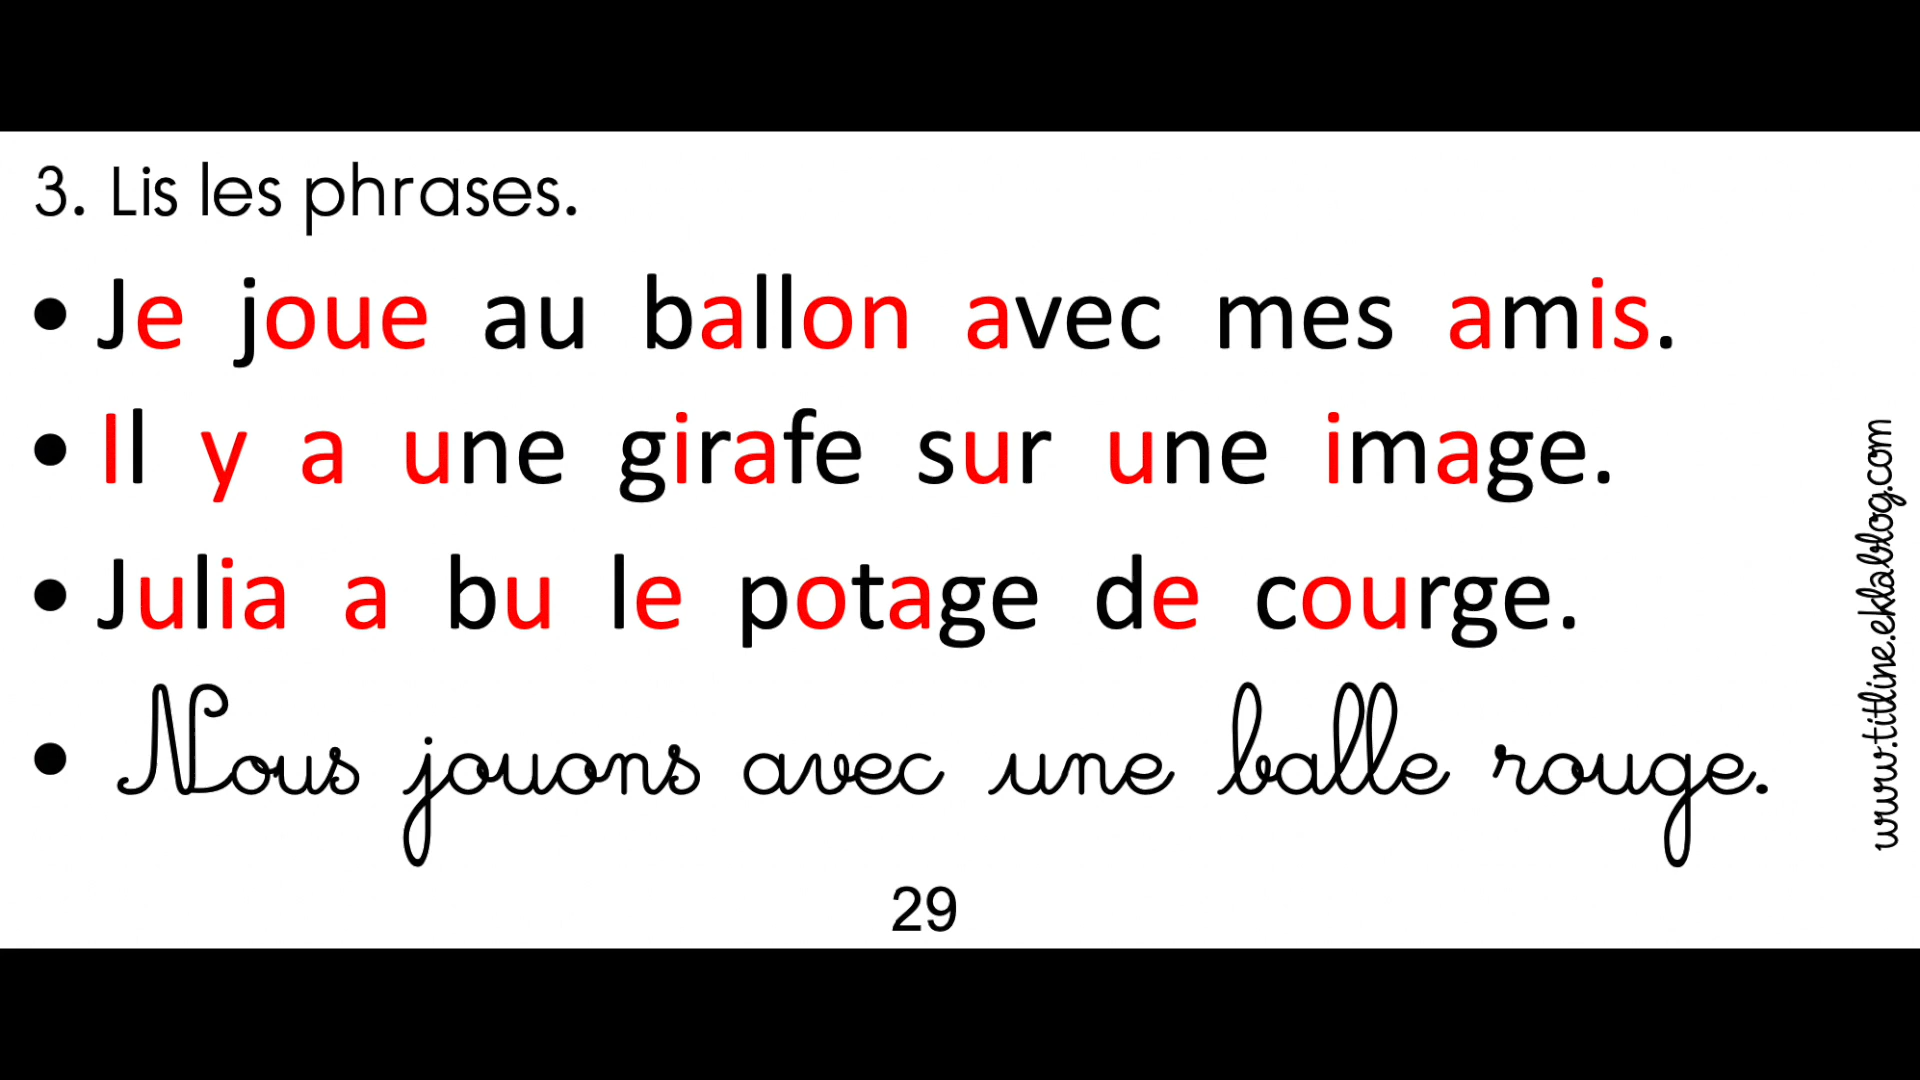 3. Lis les phrases.
• Je joue au ballon avec mes amis.
• Il y a une girafe sur une image.
• Julia a bu le potage de courge.
• Nous jouons avec une balle rouge.
29
www.titline.eklablog.com